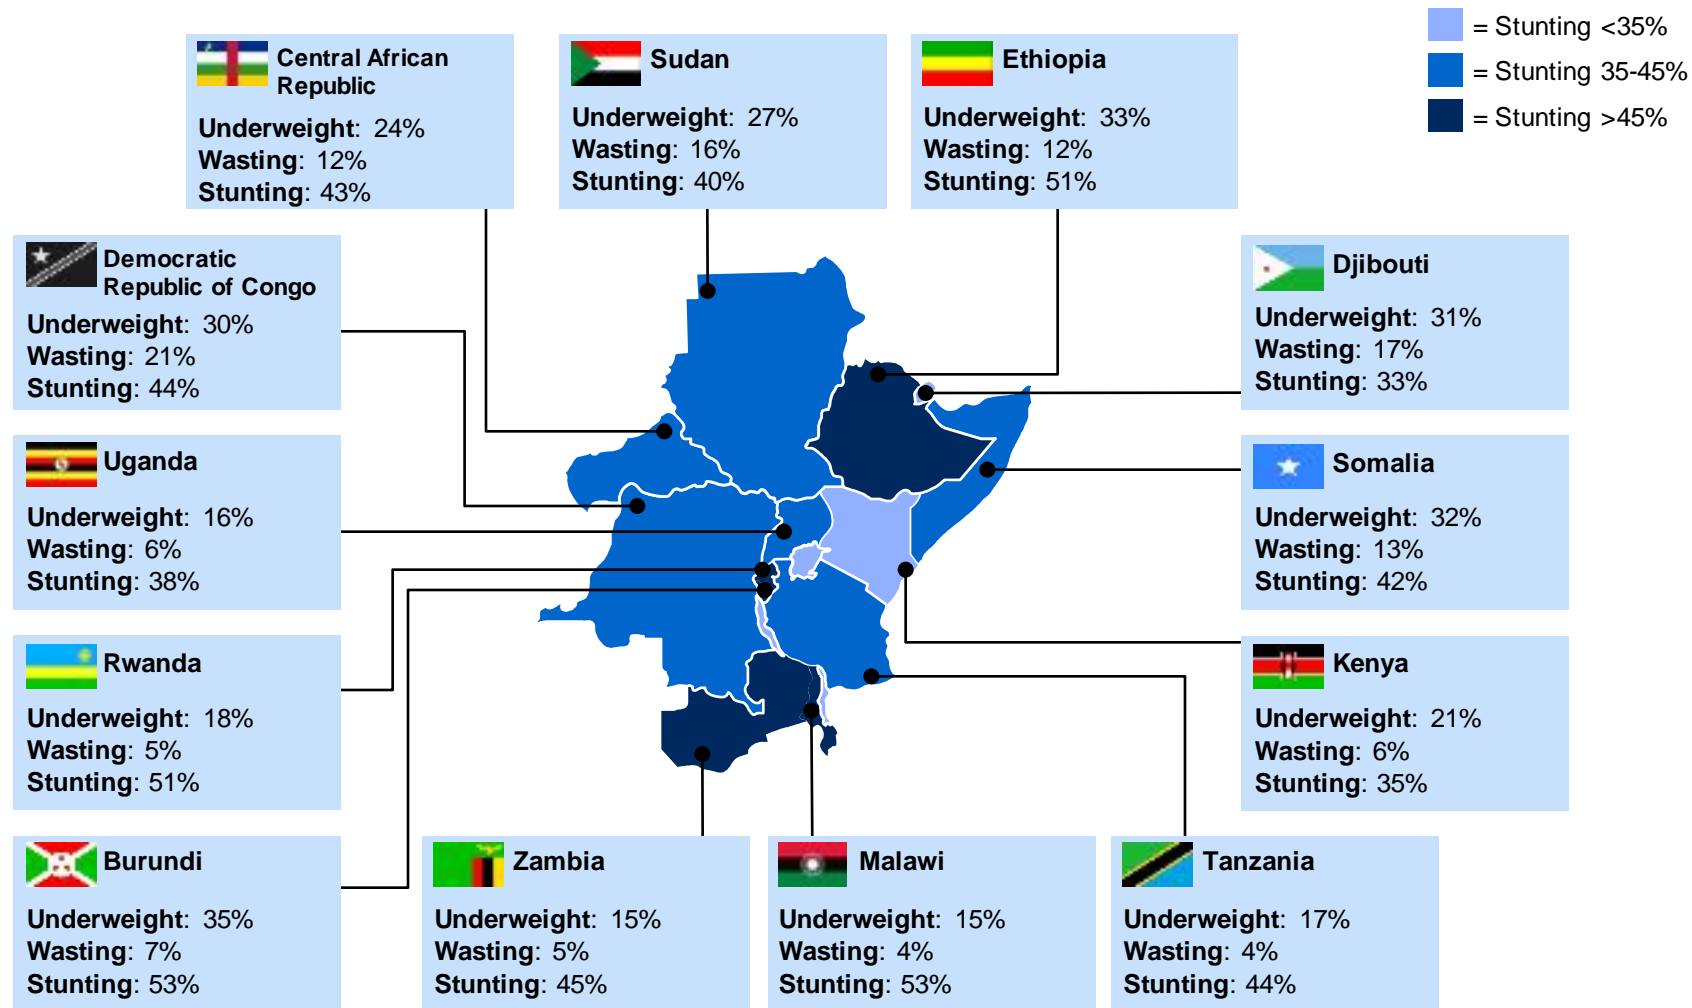 = Stunting <35%
= Stunting 35-45%
= Stunting >45%
Central African
Republic
Underweight: 24%
Wasting: 12%
Stunting: 43%
Sudan
Underweight: 27%
Wasting: 16%
Stunting: 40%
Ethiopia
Underweight: 33%
Wasting: 12%
Stunting: 51%
Democratic
Republic of Congo
Underweight: 30%
Wasting: 21%
Stunting: 44%
Djibouti
Underweight: 31%
Wasting: 17%
Stunting: 33%
Uganda
Underweight: 16%
Wasting: 6%
Stunting: 38%
Somalia
Underweight: 32%
Wasting: 13%
Stunting: 42%
Rwanda
Underweight: 18%
Wasting: 5%
Stunting: 51%
Kenya
Underweight: 21%
Wasting: 6%
Stunting: 35%
Burundi
Underweight: 35%
Wasting: 7%
Stunting: 53%
Zambia
Underweight: 15%
Wasting: 5%
Stunting: 45%
Malawi
Underweight: 15%
Wasting: 4%
Stunting: 53%
Tanzania
Underweight: 17%
Wasting: 4%
Stunting: 44%